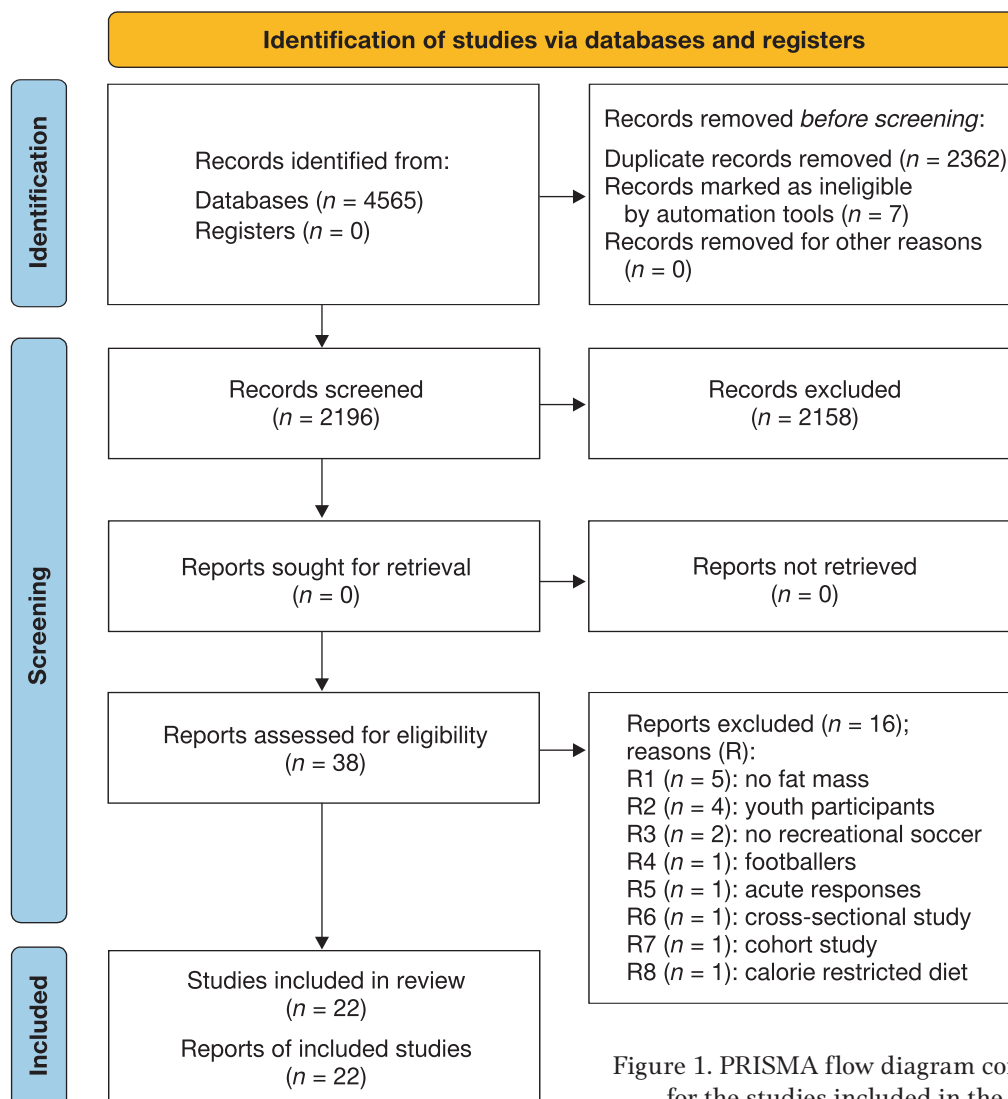 Identification of studies via databases and registers
Identification
Records identified from:
Databases (n = 4565)
Registers (n = 0)
Records removed before screening:
Duplicate records removed (n = 2362)
Records marked as ineligible
by automation tools (n = 7)
Records removed for other reasons
(n = 0)
Screening
Records screened
(n = 2196)
Records excluded
(n = 2158)
Reports sought for retrieval
(n = 0)
Reports not retrieved
(n = 0)
Reports assessed for eligibility
(n = 38)
Reports excluded (n = 16);
reasons (R):
R1 (n = 5): no fat mass
R2 (n = 4): youth participants
R3 (n = 2): no recreational soccer
R4 (n = 1): footballers
R5 (n = 1): acute responses
R6 (n = 1): cross-sectional study
R7 (n = 1): cohort study
R8 (n = 1): calorie restricted diet
Included
Studies included in review
(n = 22)
Reports of included studies
(n = 22)
Figure 1. PRISMA flow diagram
for the studies included in the